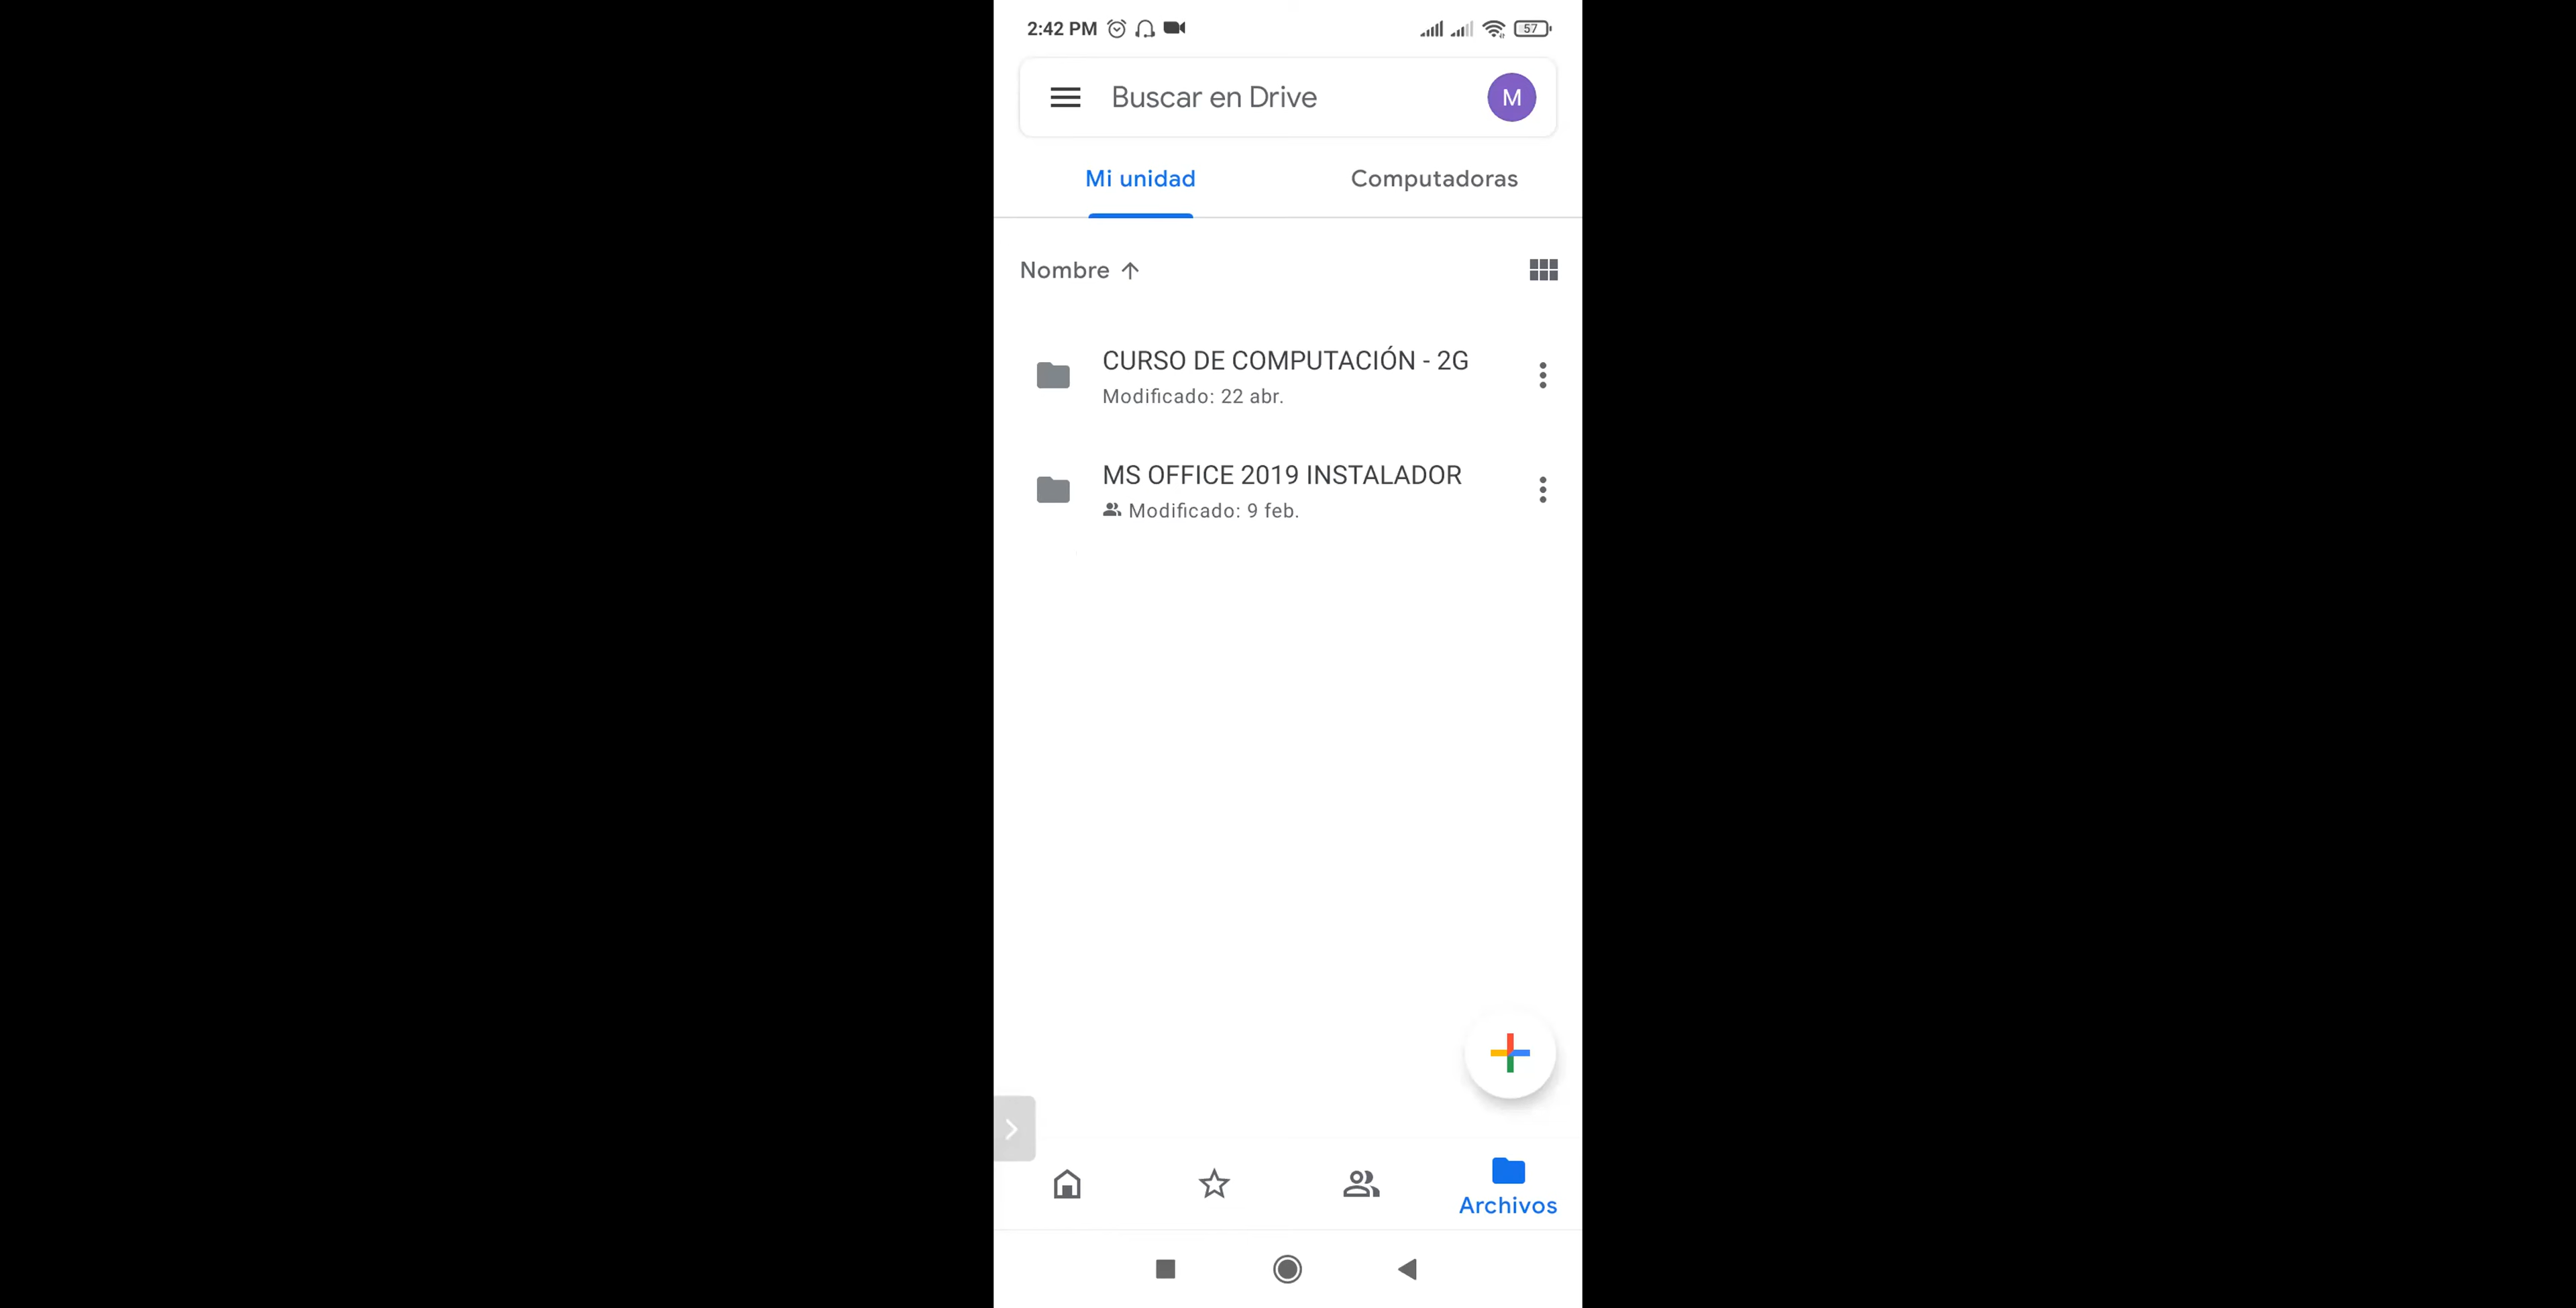 2:42 PM 57
Buscar en Drive M
Mi unidad Computadoras
Nombre
CURSO DE COMPUTACIÓN - 2G
Modificado: 22 abr.
MS OFFICE 2019 INSTALADOR
Modificado: 9 feb.
Archivos